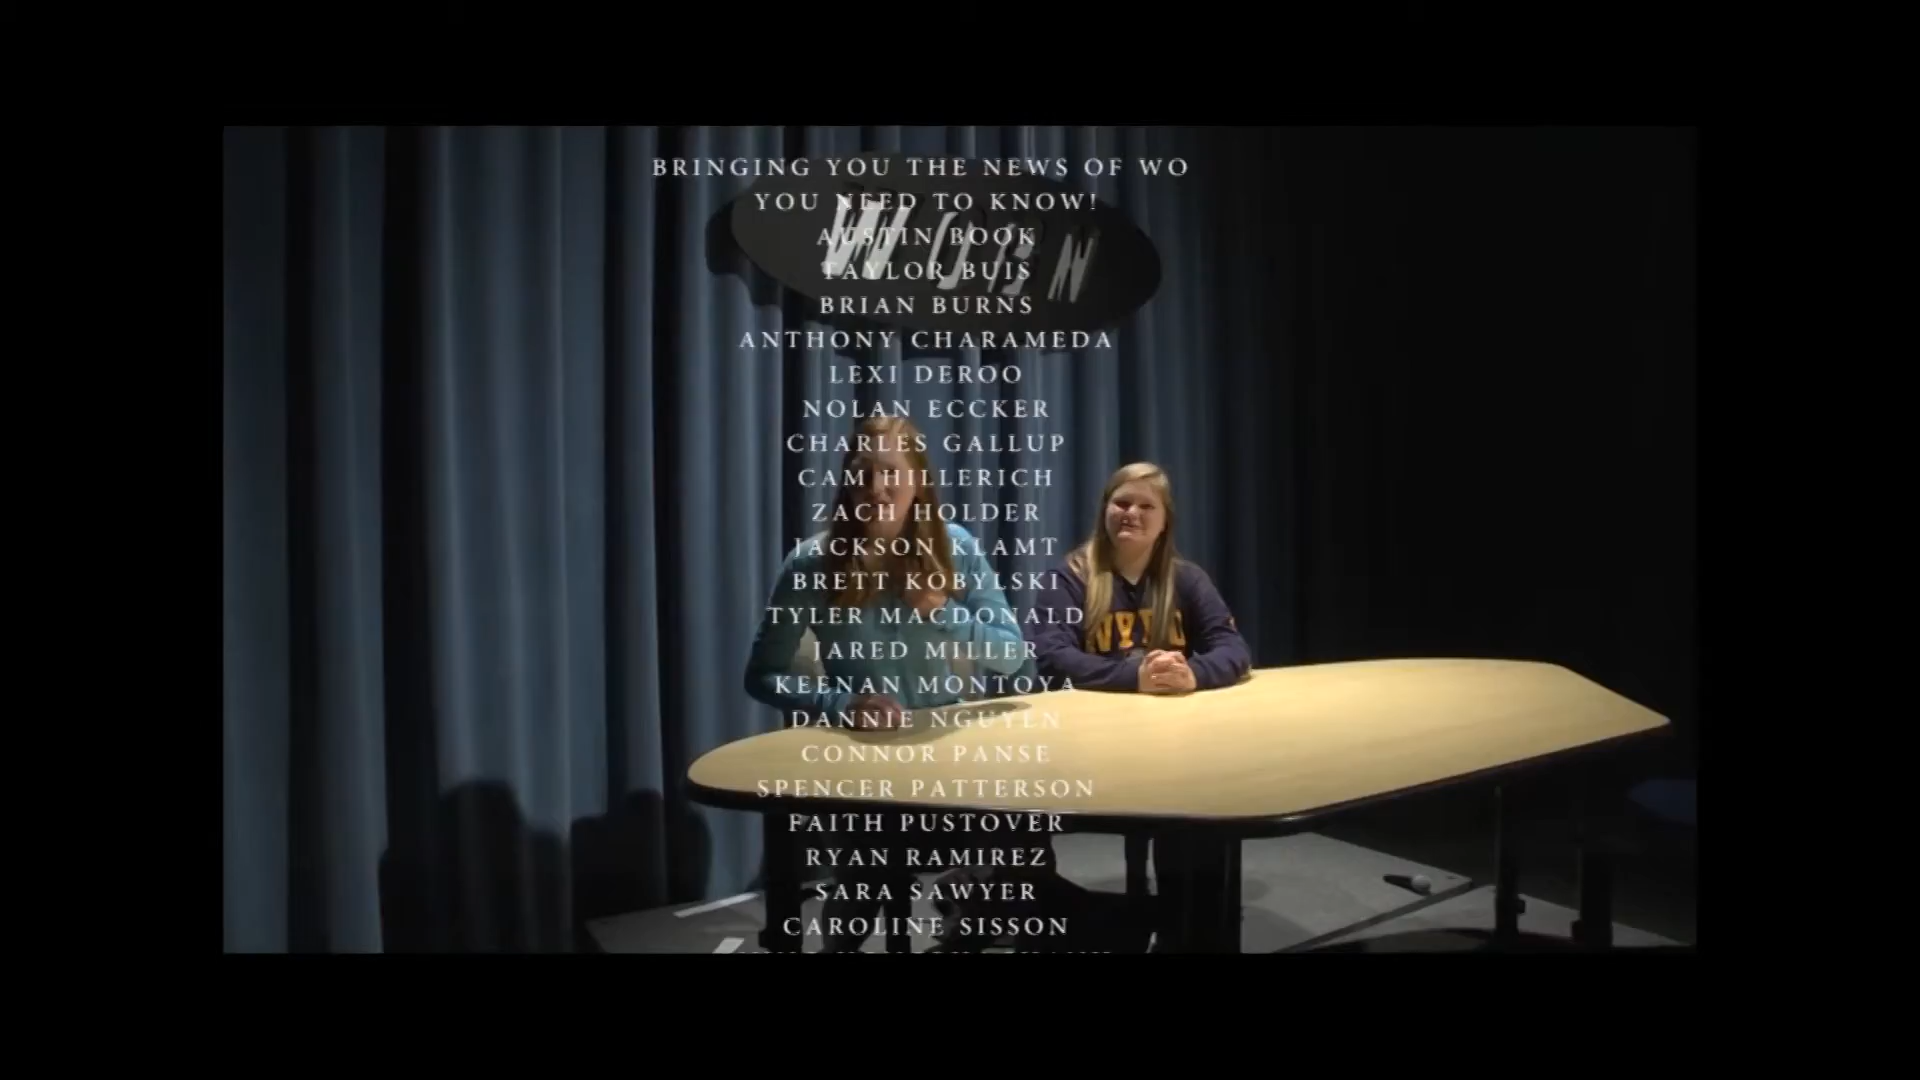 BRINGING YOU THE NEWS OF WO
YOU NEED TO KNOW!
AUSTIN BOOK
TAYLOR BUIS
BRIAN BURNS
ANTHONY CHARAMEDA
LEXI DEROO
NOLAN ECCKER
CHARLES GALLUP
CAM HILLERICH
ZACH HOLDER
JACKSON KLAMT
BRETT KOBYLSKI
TYLER MACDONALD
JARED MILLER
KEENAN MONTOYA
DANNIE NGUYEN
CONNOR PANSE
SPENCER PATTERSON
FAITH PUSTOVER
RYAN RAMIREZ
SARA SAWYER
CAROLINE SISSON